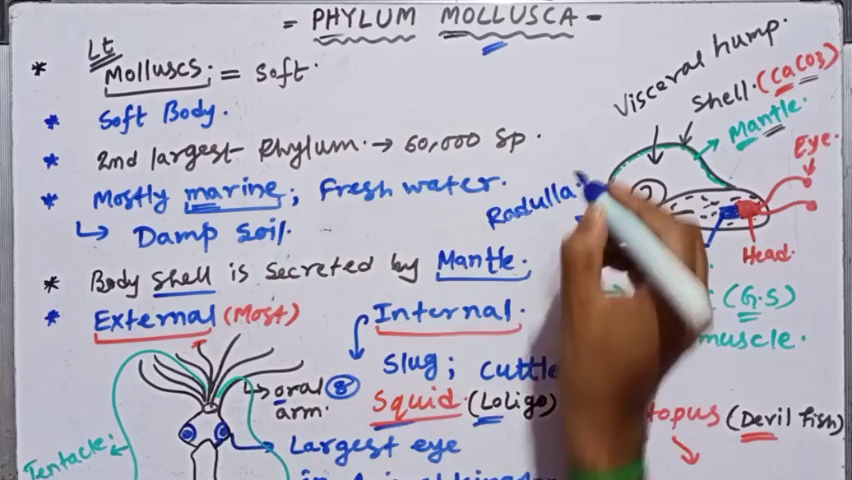 = PHYLUM MOLLUSCA -
Lt
* Molluscs; = Soft.
* Soft Body.
* 2nd largest Phylum. → 60,000 Sp.
* Mostly marine; Fresh water.
↳ Damp Soil.
* Body Shell is Secreted by Mantle.
* External (Most)
Internal.
Slug; Cuttle
Squid (Loligo)
oral 8
arm.
Largest eye
Tentacle;
Visceral hump.
Shell. (CaCO3)
Mantle.
Eye.
Radulla.
Head.
(G.S)
muscle.
topus (Devil fish)